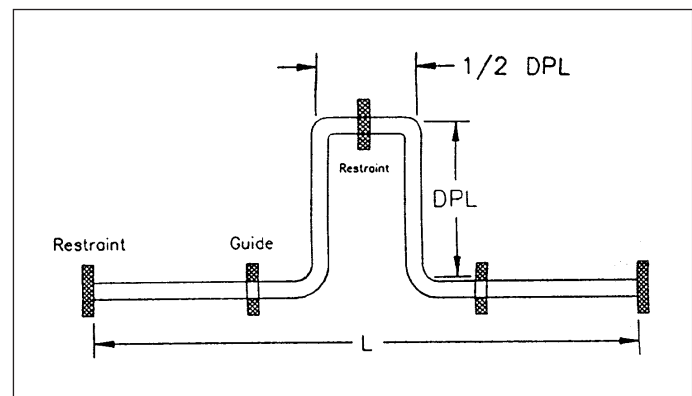 1/2 DPL
Restraint
DPL
Restraint
Guide
L